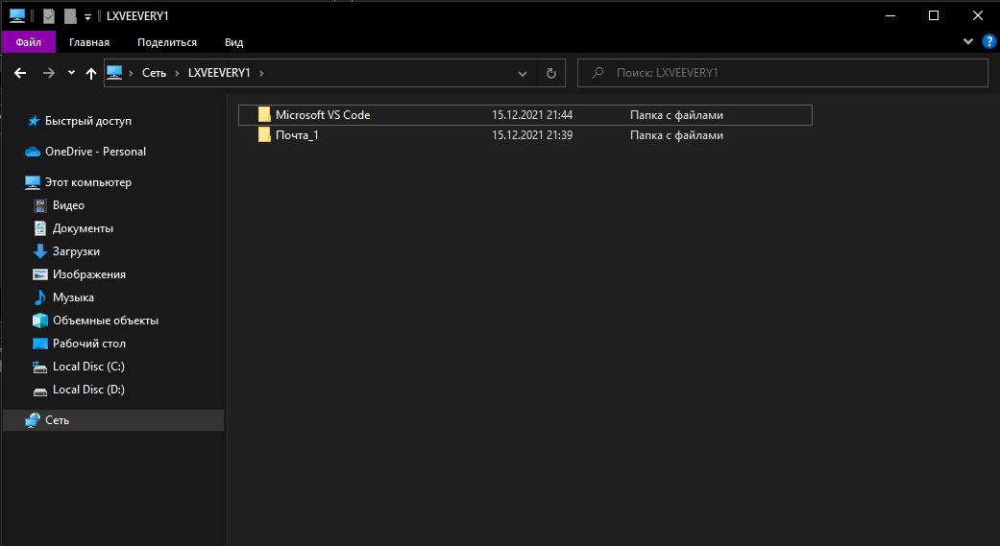 LXVEEVERY1
Файл Главная Поделиться Вид
Сеть LXVEEVERY1 Поиск: LXVEEVERY1
Быстрый доступ
OneDrive - Personal
Этот компьютер
Видео
Документы
Загрузки
Изображения
Музыка
Объемные объекты
Рабочий стол
Local Disc (C:)
Local Disc (D:)
Сеть
Microsoft VS Code 15.12.2021 21:44 Папка с файлами
Почта_1 15.12.2021 21:39 Папка с файлами